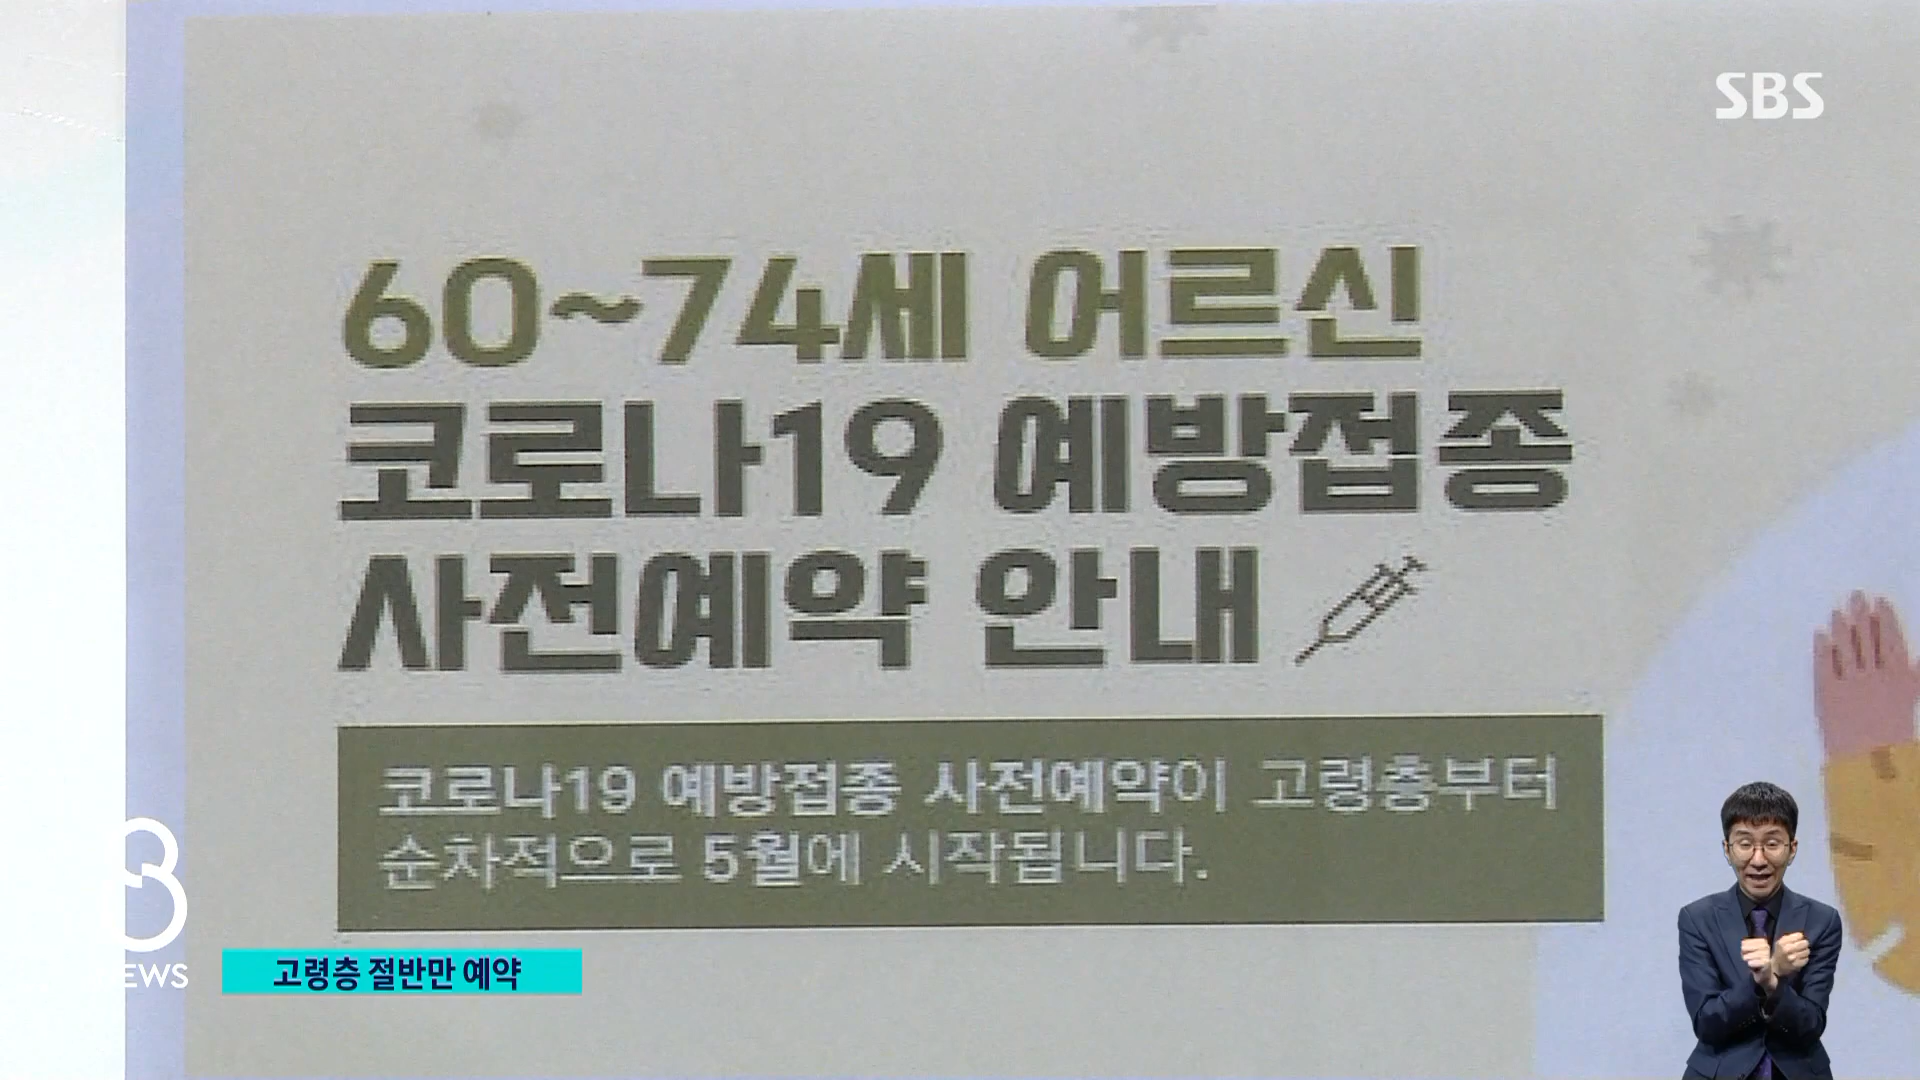 SBS
60~74세 어르신
코로나19 예방접종
사전예약 안내
코로나19 예방접종 사전예약이 고령층부터
순차적으로 5월에 시작됩니다.
8
NEWS
고령층 절반만 예약